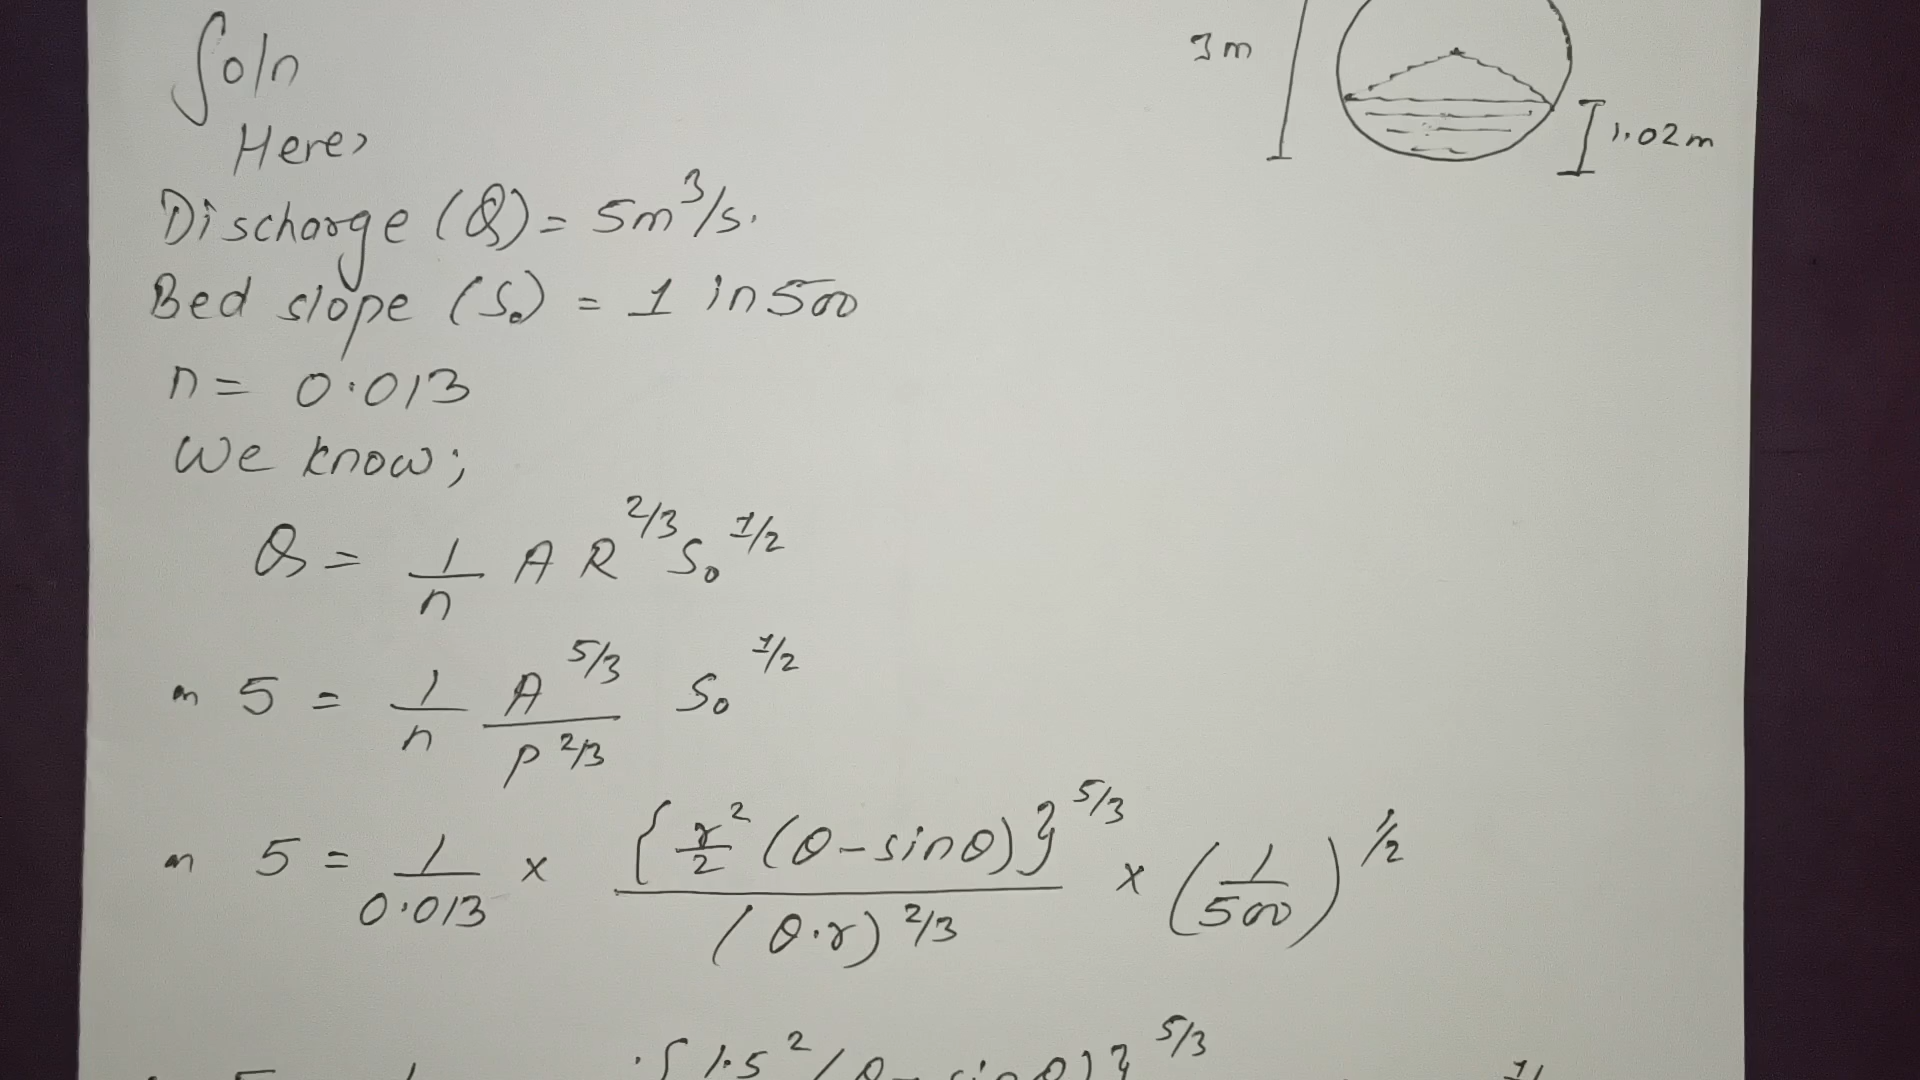 Soln
3m
Here,
1.02m
Discharge (Q) = 5m³/s.
Bed slope (S₀) = 1 in 500
n = 0.013
We know;
Q = 1/n A R^2/3 S₀^1/2
or 5 = 1/n A^5/3 / P^2/3 S₀^1/2
or 5 = 1/0.013 × {r²/2 (θ-sinθ)}^5/3 / (θ.r)^2/3 × (1/500)^1/2